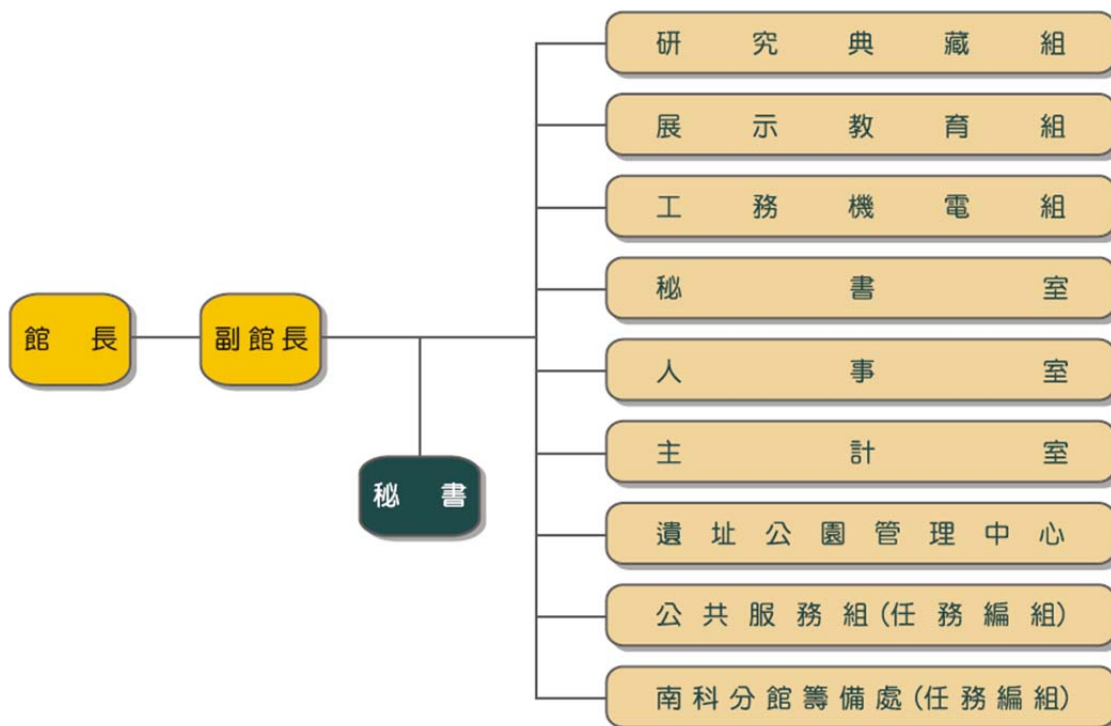 館長
副館長
秘書
研究典藏組
展示教育組
工務機電組
秘書室
人事室
主計室
遺址公園管理中心
公共服務組(任務編組)
南科分館籌備處(任務編組)